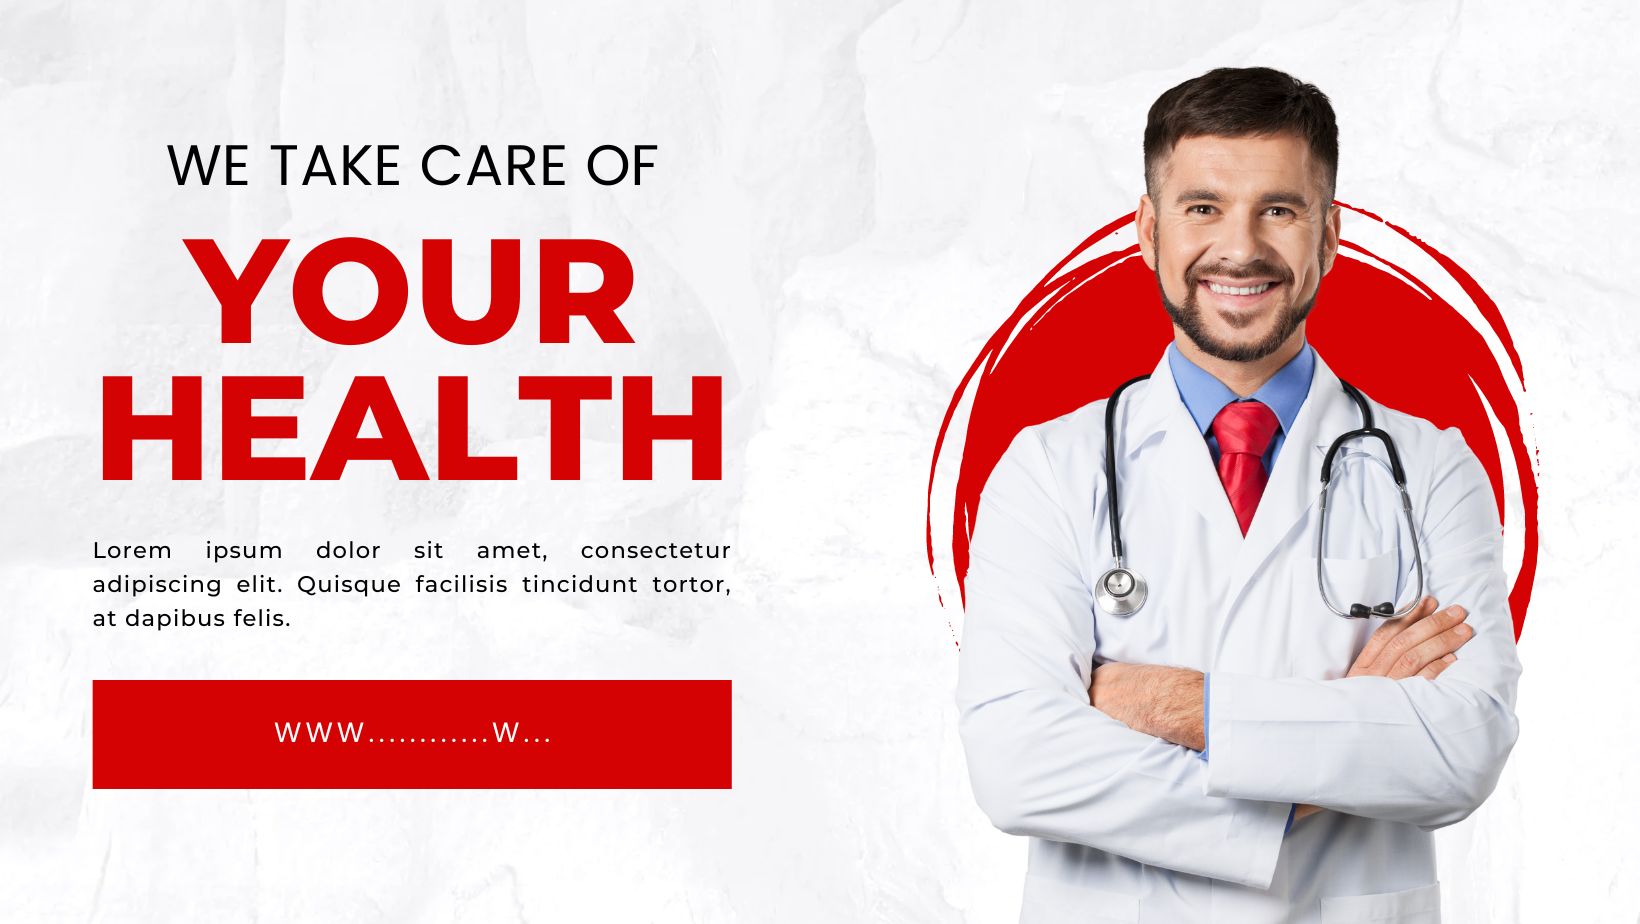 WE TAKE CARE OF
YOUR
HEALTH
Lorem ipsum dolor sit amet, consectetur
adipiscing elit. Quisque facilisis tincidunt tortor,
at dapibus felis.
WWW............W...